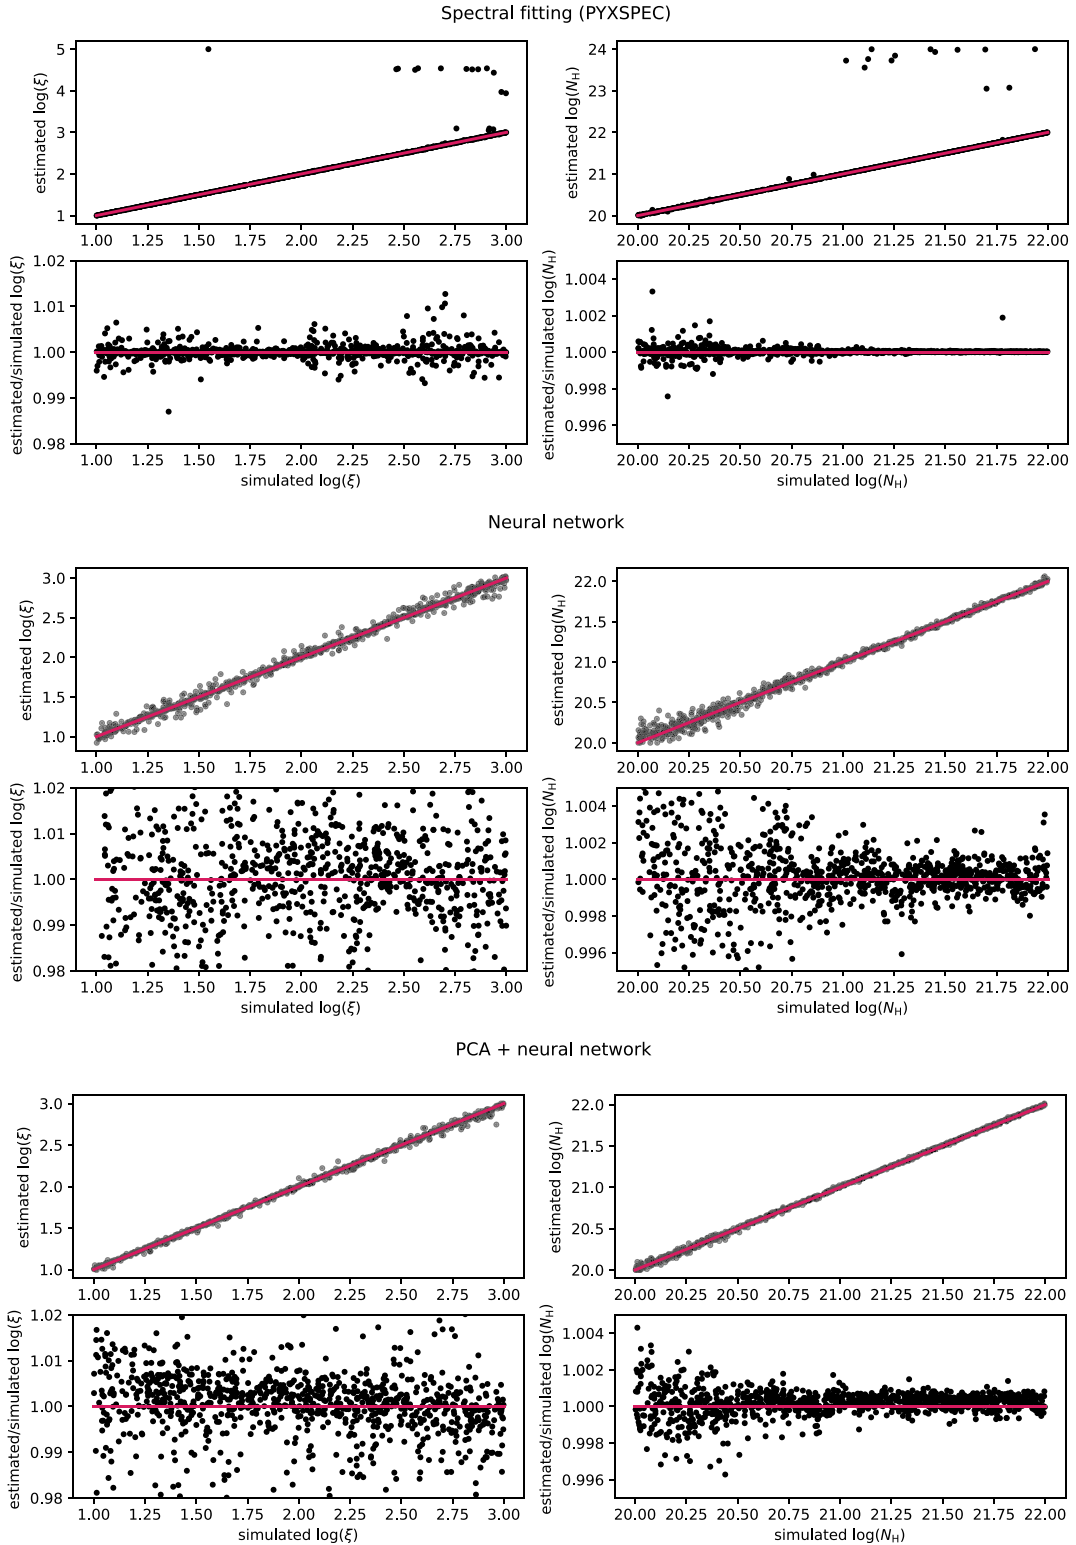 Spectral fitting (PYXSPEC)
estimated log(ξ)
5
4
3
2
1
1.00 1.25 1.50 1.75 2.00 2.25 2.50 2.75 3.00
estimated log(N_H)
24
23
22
21
20
20.00 20.25 20.50 20.75 21.00 21.25 21.50 21.75 22.00
estimated/simulated log(ξ)
1.02
1.01
1.00
0.99
0.98
1.00 1.25 1.50 1.75 2.00 2.25 2.50 2.75 3.00
simulated log(ξ)
estimated/simulated log(N_H)
1.004
1.002
1.000
0.998
0.996
20.00 20.25 20.50 20.75 21.00 21.25 21.50 21.75 22.00
simulated log(N_H)
Neural network
estimated log(ξ)
3.0
2.5
2.0
1.5
1.0
1.00 1.25 1.50 1.75 2.00 2.25 2.50 2.75 3.00
estimated log(N_H)
22.0
21.5
21.0
20.5
20.0
20.00 20.25 20.50 20.75 21.00 21.25 21.50 21.75 22.00
estimated/simulated log(ξ)
1.02
1.01
1.00
0.99
0.98
1.00 1.25 1.50 1.75 2.00 2.25 2.50 2.75 3.00
simulated log(ξ)
estimated/simulated log(N_H)
1.004
1.002
1.000
0.998
0.996
20.00 20.25 20.50 20.75 21.00 21.25 21.50 21.75 22.00
simulated log(N_H)
PCA + neural network
estimated log(ξ)
3.0
2.5
2.0
1.5
1.0
1.00 1.25 1.50 1.75 2.00 2.25 2.50 2.75 3.00
estimated log(N_H)
22.0
21.5
21.0
20.5
20.0
20.00 20.25 20.50 20.75 21.00 21.25 21.50 21.75 22.00
estimated/simulated log(ξ)
1.02
1.01
1.00
0.99
0.98
1.00 1.25 1.50 1.75 2.00 2.25 2.50 2.75 3.00
simulated log(ξ)
estimated/simulated log(N_H)
1.004
1.002
1.000
0.998
0.996
20.00 20.25 20.50 20.75 21.00 21.25 21.50 21.75 22.00
simulated log(N_H)